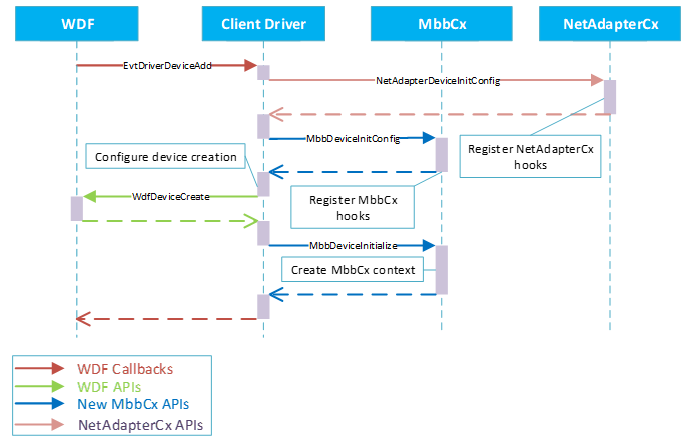 WDF
Client Driver
MbbCx
NetAdapterCx
EvtDriverDeviceAdd
NetAdapterDeviceInitConfig
MbbDeviceInitConfig
Register NetAdapterCx
hooks
Configure device creation
WdfDeviceCreate
Register MbbCx
hooks
MbbDeviceInitialize
Create MbbCx context
WDF Callbacks
WDF APIs
New MbbCx APIs
NetAdapterCx APIs